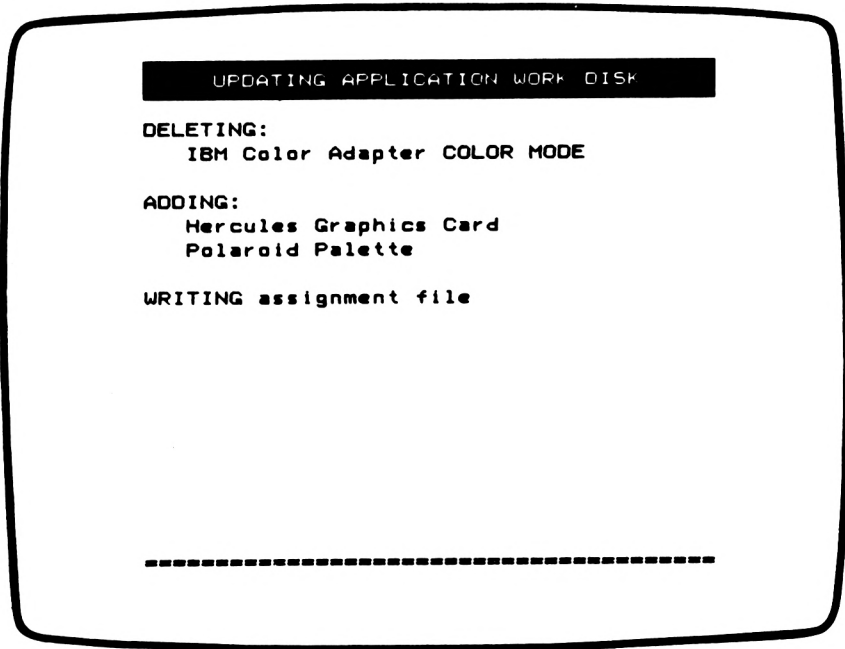 UPDATING APPLICATION WORK DISK
DELETING:
IBM Color Adapter COLOR MODE
ADDING:
Hercules Graphics Card
Polaroid Palette
WRITING assignment file